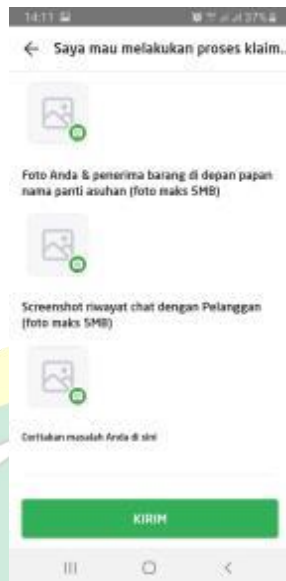 14:11
37%
Saya mau melakukan proses klaim..
Foto Anda & penerima barang di depan papan
nama panti asuhan (foto maks 5MB)
Screenshot riwayat chat dengan Pelanggan
(foto maks 5MB)
Ceritakan masalah Anda di sini
KIRIM